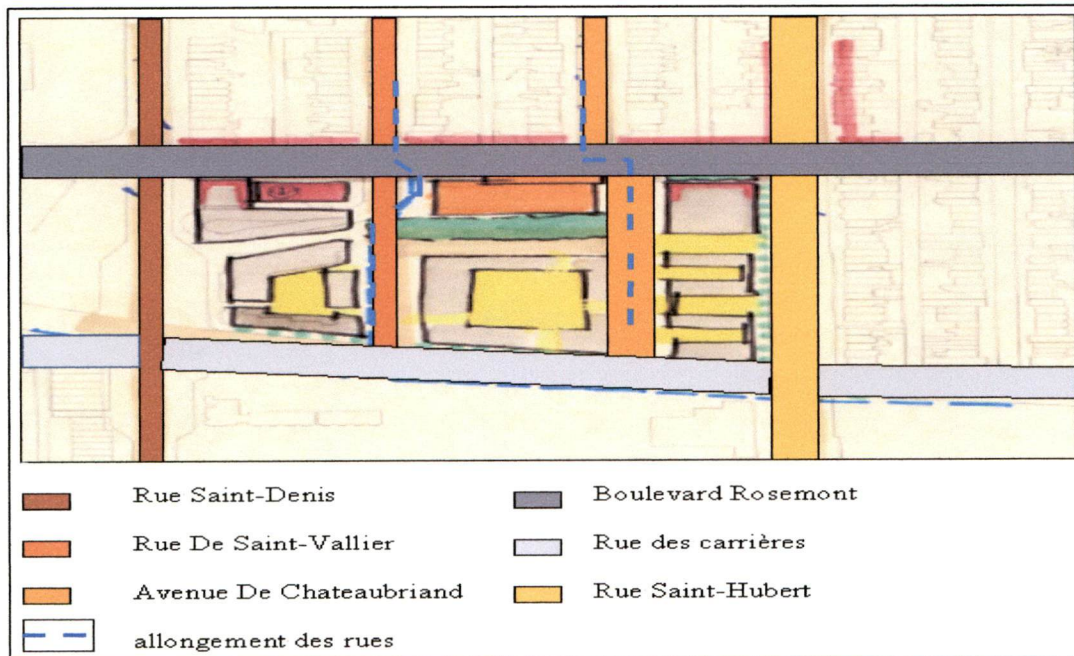 Rue Saint-Denis
Boulevard Rosemont
Rue De Saint-Vallier
Rue des carrières
Avenue De Chateaubriand
Rue Saint-Hubert
allongement des rues